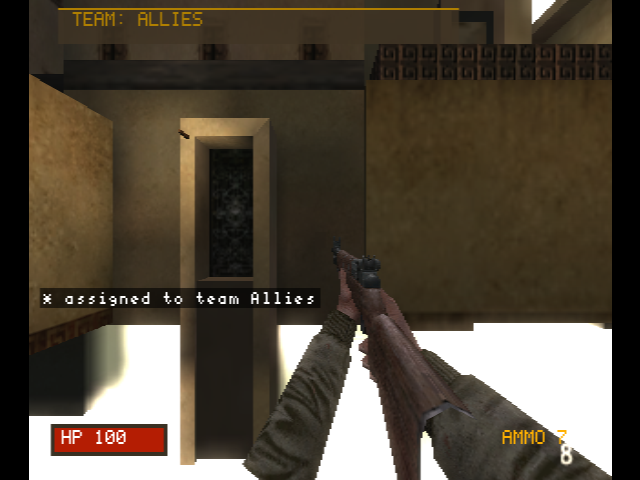 TEAM: ALLIES
* assigned to team Allies
HP 100
AMMO 7
8